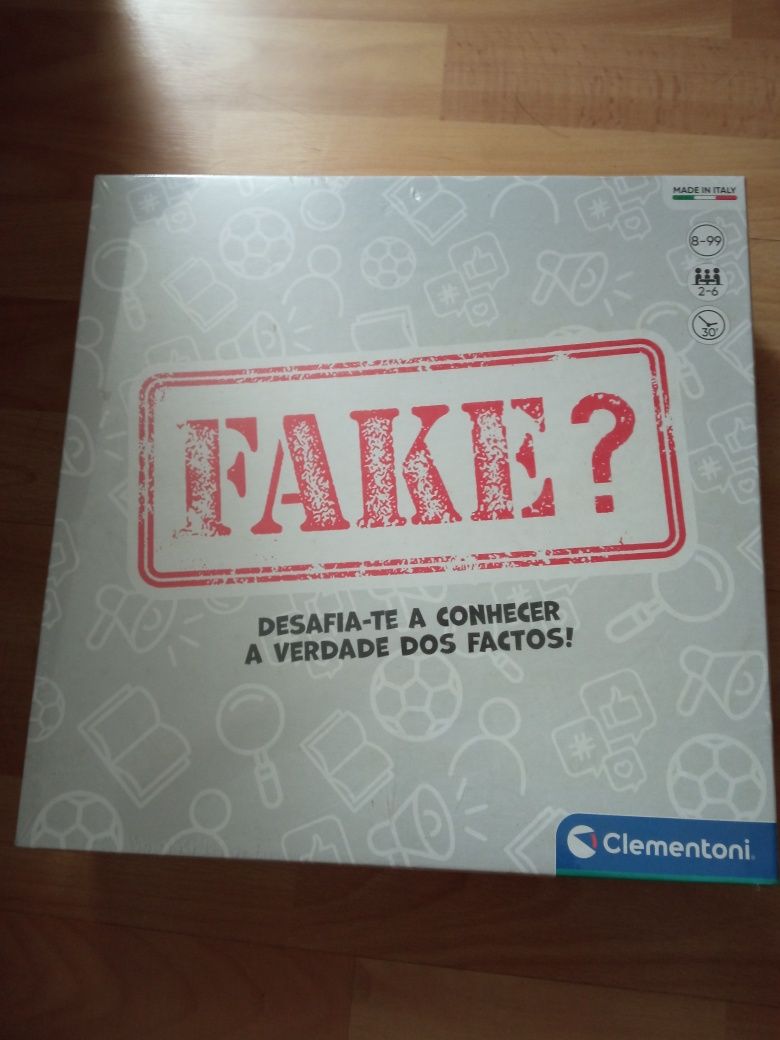 MADE IN ITALY
8-99
2-6
30'
FAKE?
DESAFIA-TE A CONHECER
A VERDADE DOS FACTOS!
Clementoni